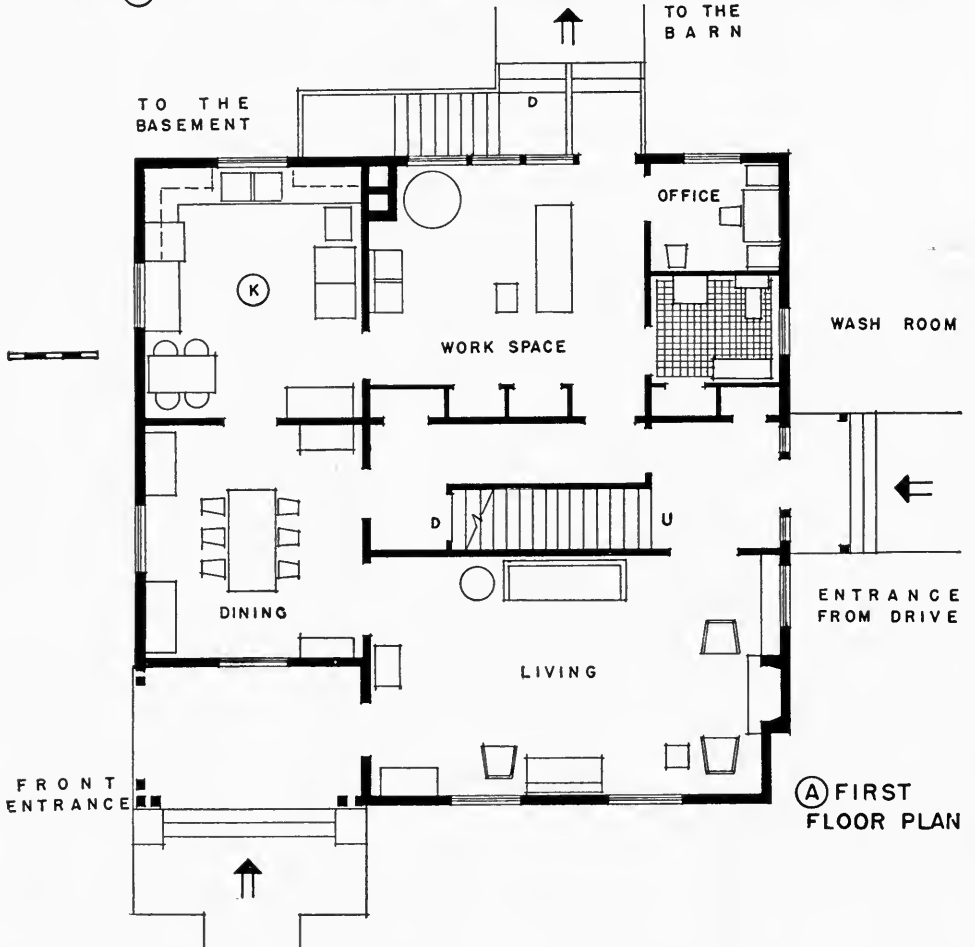 TO THE
BARN
D
TO THE
BASEMENT
OFFICE
K
WASH ROOM
WORK SPACE
D
U
ENTRANCE
FROM DRIVE
DINING
LIVING
FRONT
ENTRANCE
A FIRST
FLOOR PLAN